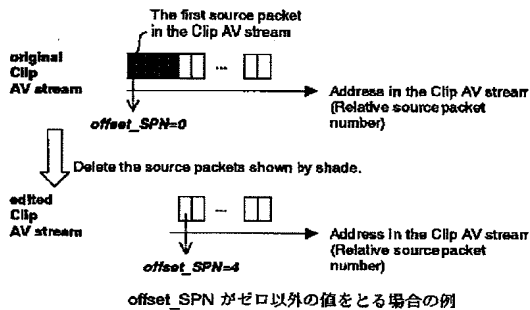 The first source packet
in the Clip AV stream
original
Clip
AV stream
...
Address in the Clip AV stream
(Relative source packet
number)
offset_SPN=0
Delete the source packets shown by shade.
edited
Clip
AV stream
...
Address in the Clip AV stream
(Relative source packet
number)
offset_SPN=4
offset_SPN がゼロ以外の値をとる場合の例